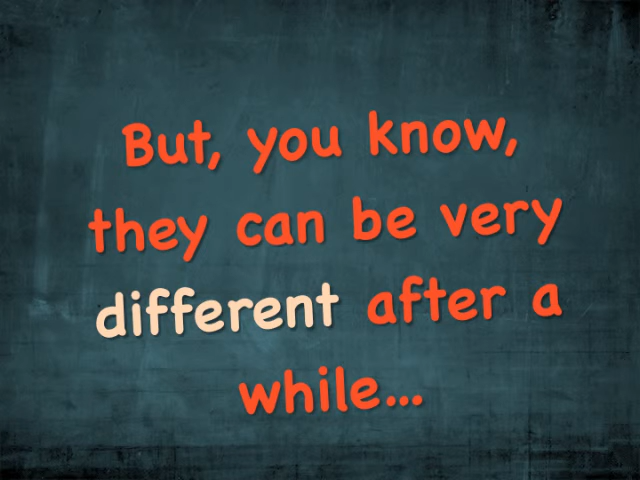 But, you know,
they can be very
different after a
while...